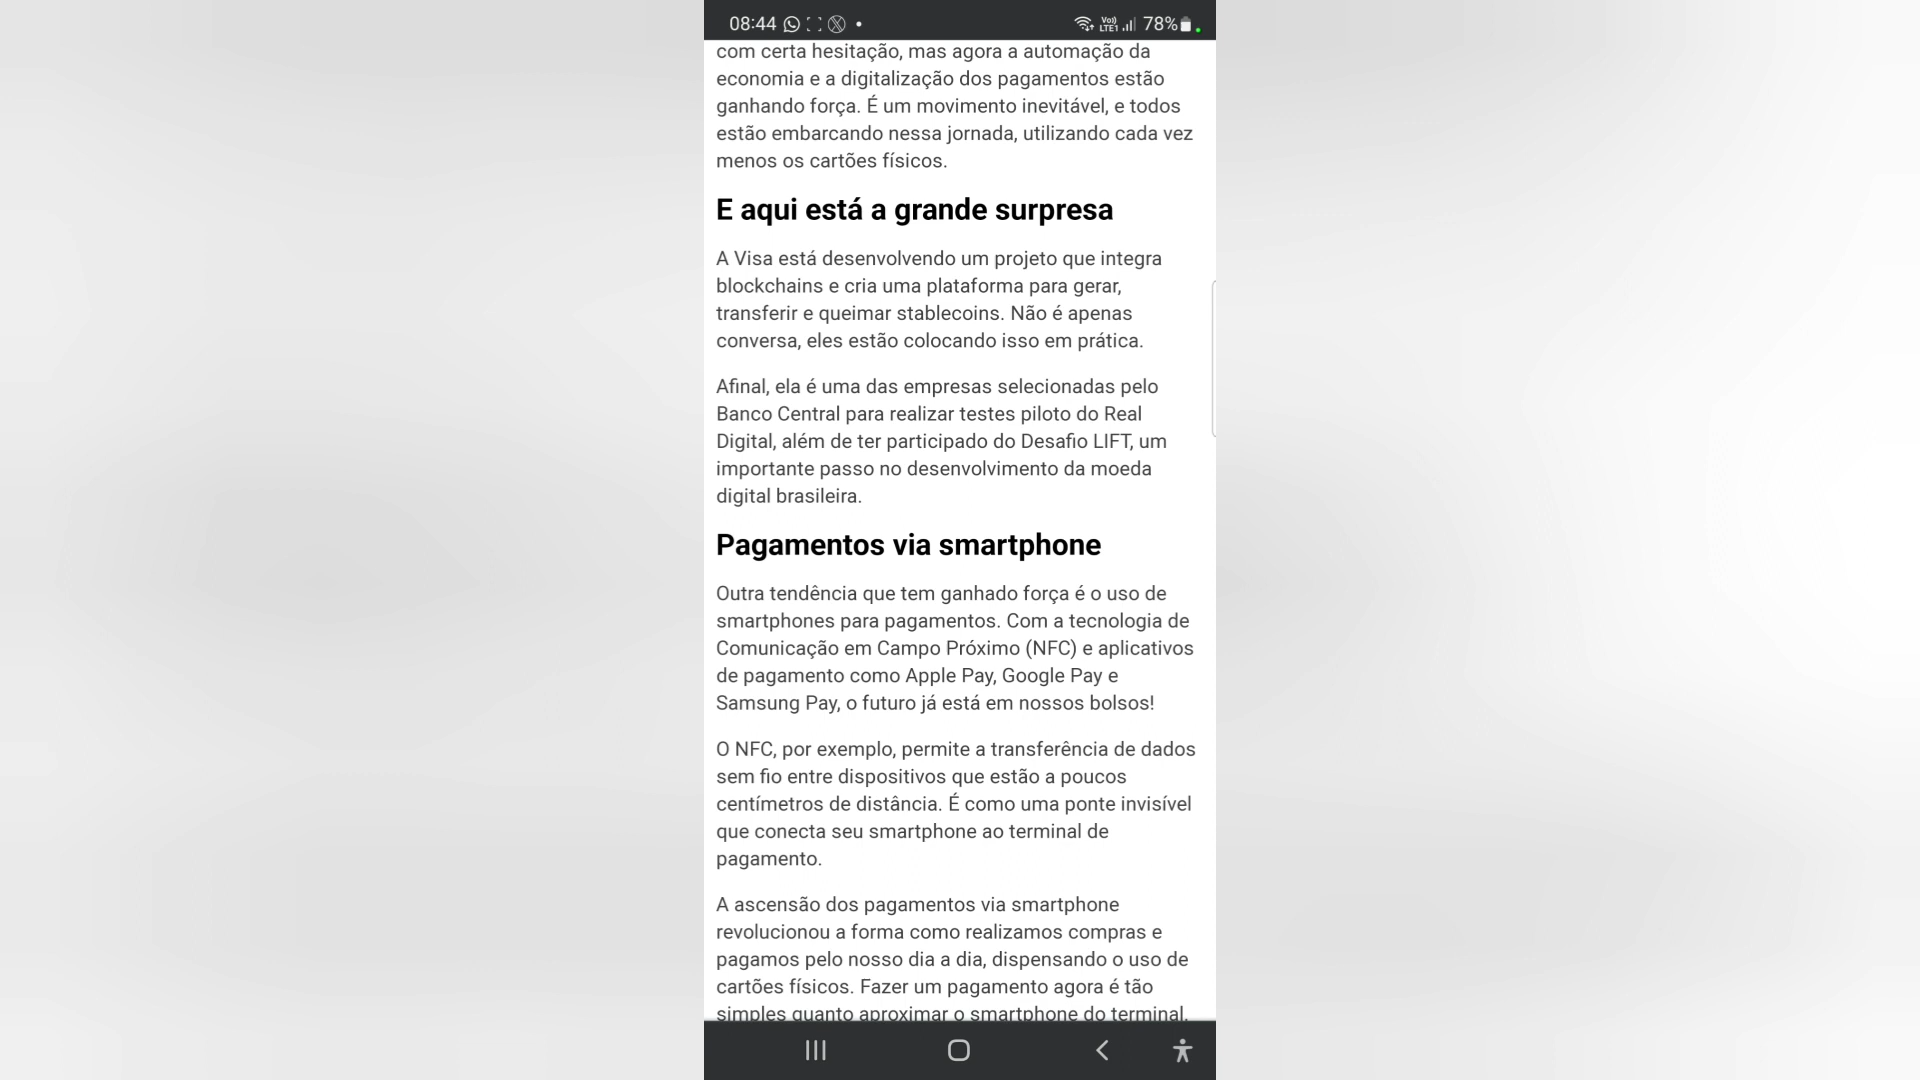 08:44 78%
Vo))
LTE1
com certa hesitação, mas agora a automação da
economia e a digitalização dos pagamentos estão
ganhando força. É um movimento inevitável, e todos
estão embarcando nessa jornada, utilizando cada vez
menos os cartões físicos.
E aqui está a grande surpresa
A Visa está desenvolvendo um projeto que integra
blockchains e cria uma plataforma para gerar,
transferir e queimar stablecoins. Não é apenas
conversa, eles estão colocando isso em prática.
Afinal, ela é uma das empresas selecionadas pelo
Banco Central para realizar testes piloto do Real
Digital, além de ter participado do Desafio LIFT, um
importante passo no desenvolvimento da moeda
digital brasileira.
Pagamentos via smartphone
Outra tendência que tem ganhado força é o uso de
smartphones para pagamentos. Com a tecnologia de
Comunicação em Campo Próximo (NFC) e aplicativos
de pagamento como Apple Pay, Google Pay e
Samsung Pay, o futuro já está em nossos bolsos!
O NFC, por exemplo, permite a transferência de dados
sem fio entre dispositivos que estão a poucos
centímetros de distância. É como uma ponte invisível
que conecta seu smartphone ao terminal de
pagamento.
A ascensão dos pagamentos via smartphone
revolucionou a forma como realizamos compras e
pagamos pelo nosso dia a dia, dispensando o uso de
cartões físicos. Fazer um pagamento agora é tão
simples quanto aproximar o smartphone do terminal,